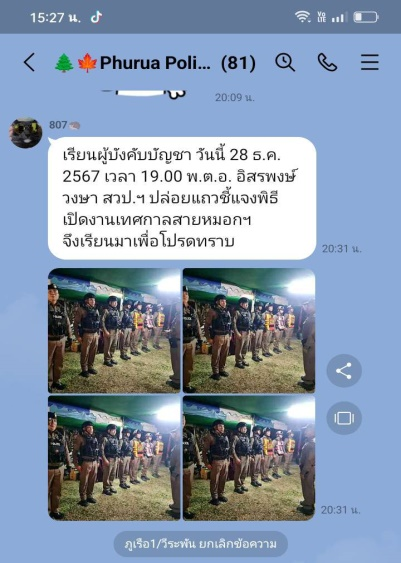 15:27 น.
Phurua Poli... (81)
20:09 น.
807
เรียนผู้บังคับบัญชา วันนี้ 28 ธ.ค.
2567 เวลา 19.00 พ.ต.อ. อิสรพงษ์
วงษา สวป.ฯ ปล่อยแถวชี้แจงพิธี
เปิดงานเทศกาลสายหมอกฯ
จึงเรียนมาเพื่อโปรดทราบ
20:31 น.
20:31 น.
ภูเรือ1/วีระพัน ยกเลิกข้อความ